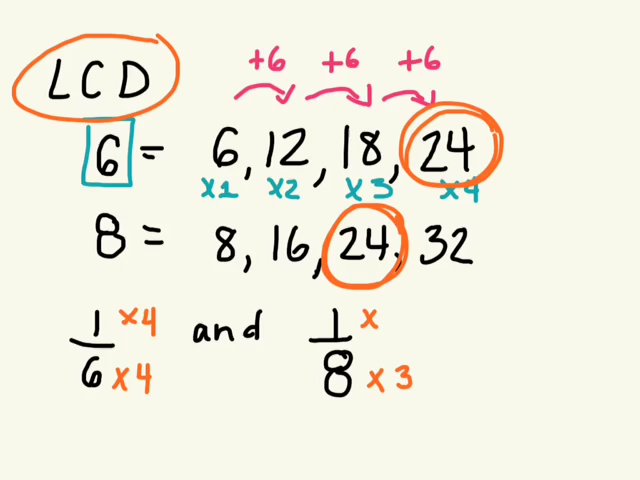 LCD
+6 +6 +6
6 = 6, 12, 18, 24
x1 x2 x3 x4
8 = 8, 16, 24, 32
1 x4 and 1 x
6 x4 8 x3